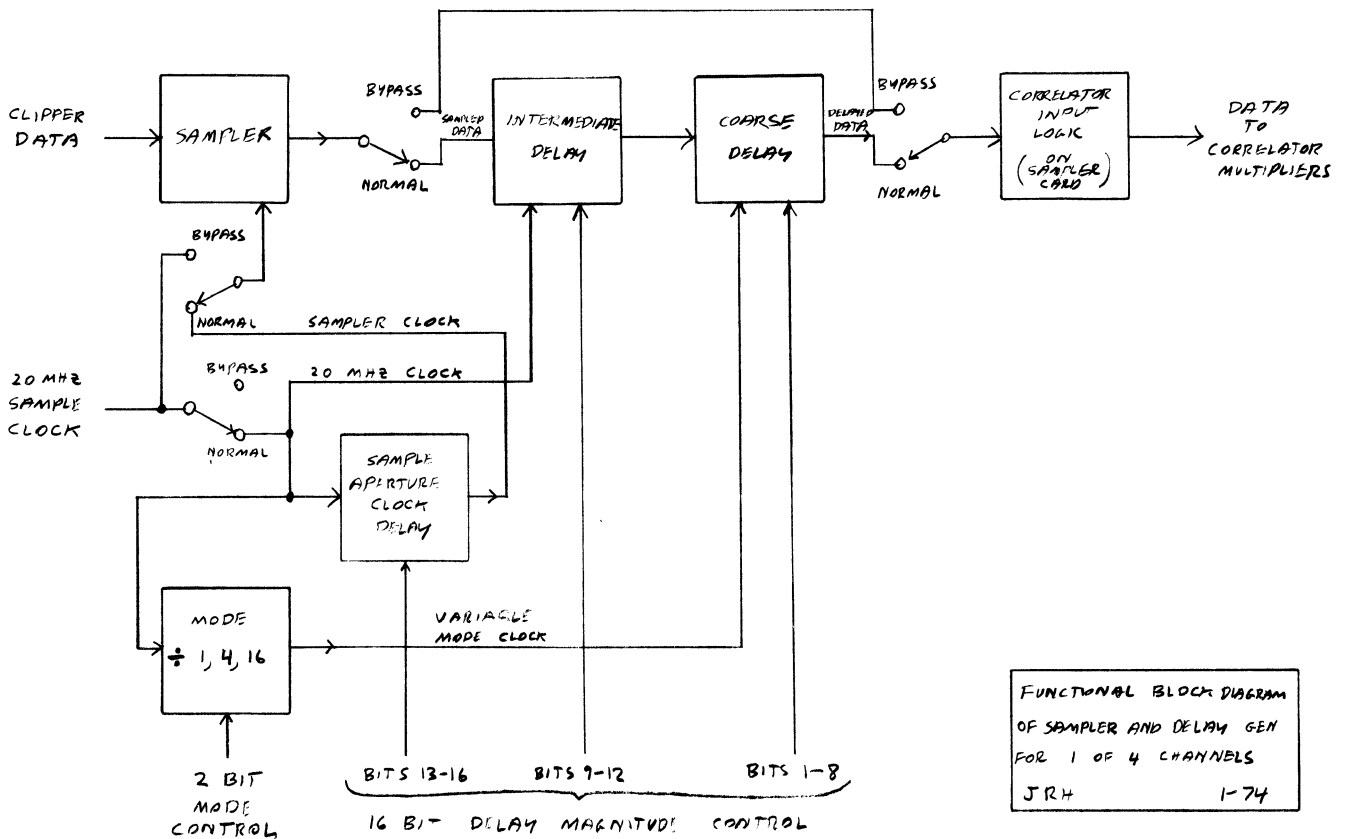 CLIPPER
DATA
SAMPLER
BYPASS
NORMAL
SAMPLED
DATA
INTERMEDIATE
DELAY
COARSE
DELAY
DELAYED
DATA
BYPASS
NORMAL
CORRELATOR
INPUT
LOGIC
(ON
SAMPLER
CARD)
DATA
TO
CORRELATOR
MULTIPLIERS
BYPASS
NORMAL
SAMPLER CLOCK
BYPASS
20 MHZ CLOCK
20 MHZ
SAMPLE
CLOCK
NORMAL
SAMPLE
APERTURE
CLOCK
DELAY
MODE
÷ 1, 4, 16
VARIABLE
MODE CLOCK
2 BIT
MODE
CONTROL
BITS 13-16
BITS 9-12
BITS 1-8
16 BIT DELAY MAGNITUDE CONTROL
FUNCTIONAL BLOCK DIAGRAM
OF SAMPLER AND DELAY GEN
FOR 1 OF 4 CHANNELS
JRH 1-74